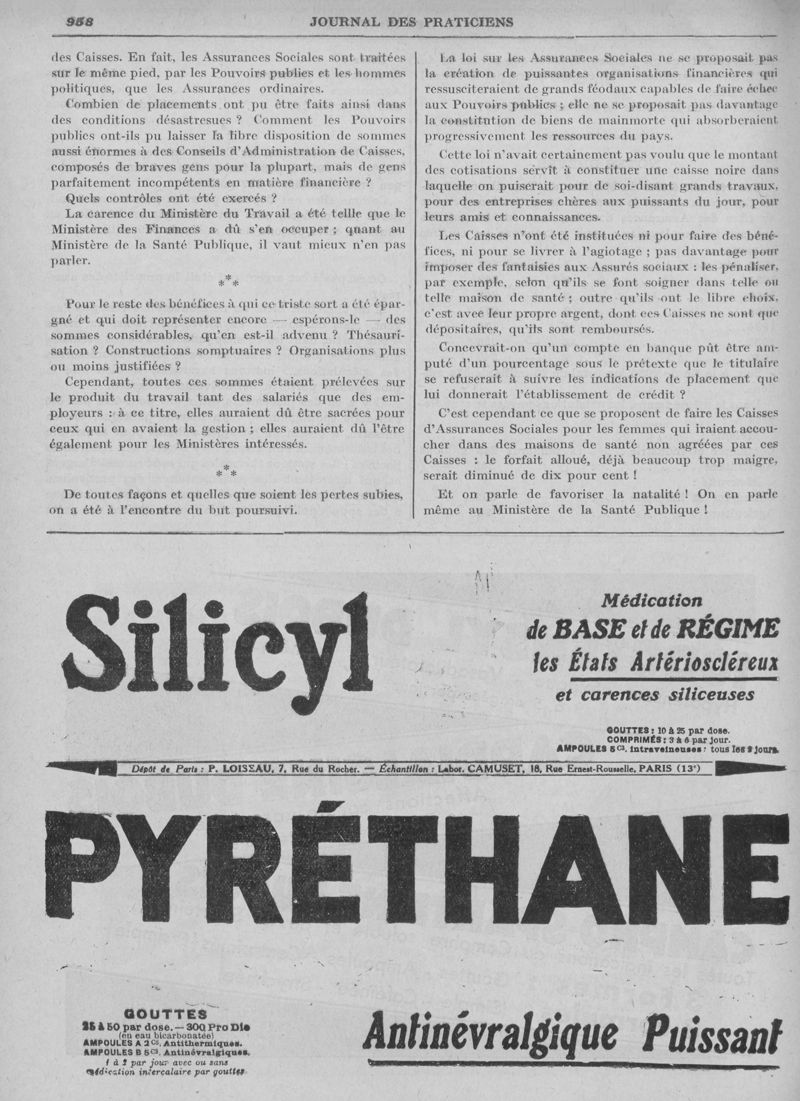 958
JOURNAL DES PRATICIENS
des Caisses. En fait, les Assurances Sociales sont traitées
sur le même pied, par les Pouvoirs publics et les hommes
politiques, que les Assurances ordinaires.
Combien de placements ont pu être faits ainsi dans
des conditions désastresues ? Comment les Pouvoirs
publics ont-ils pu laisser la libre disposition de sommes
aussi énormes à des Conseils d'Administration de Caisses,
composés de braves gens pour la plupart, mais de gens
parfaitement incompétents en matière financière ?
Quels contrôles ont été exercés ?
La carence du Ministère du Travail a été tellle que le
Ministère des Finances a dû s'en occuper ; quant au
Ministère de la Santé Publique, il vaut mieux n'en pas
parler.
***
Pour le reste des bénéfices à qui ce triste sort a été épar-
gné et qui doit représenter encore — espérons-le — des
sommes considérables, qu'en est-il advenu ? Thésauri-
sation ? Constructions somptuaires ? Organisations plus
ou moins justifiées ?
Cependant, toutes ces sommes étaient prélevées sur
le produit du travail tant des salariés que des em-
ployeurs : à ce titre, elles auraient dû être sacrées pour
ceux qui en avaient la gestion ; elles auraient dû l'être
également pour les Ministères intéressés.
***
De toutes façons et quelles que soient les pertes subies,
on a été à l'encontre du but poursuivi.
La loi sur les Assurances Sociales ne se proposait pas
la création de puissantes organisations financières qui
ressusciteraient de grands féodaux capables de faire échec
aux Pouvoirs publics ; elle ne se proposait pas davantage
la constitution de biens de mainmorte qui absorberaient
progressivement les ressources du pays.
Cette loi n'avait certainement pas voulu que le montant
des cotisations servît à constituer une caisse noire dans
laquelle on puiserait pour de soi-disant grands travaux,
pour des entreprises chères aux puissants du jour, pour
leurs amis et connaissances.
Les Caisses n'ont été instituées ni pour faire des béné-
fices, ni pour se livrer à l'agiotage ; pas davantage pour
imposer des fantaisies aux Assurés sociaux : les pénaliser,
par exemple, selon qu'ils se font soigner dans telle ou
telle maison de santé ; outre qu'ils ont le libre choix,
c'est avec leur propre argent, dont ces Caisses ne sont que
dépositaires, qu'ils sont remboursés.
Concevrait-on qu'un compte en banque pût être am-
puté d'un pourcentage sous le prétexte que le titulaire
se refuserait à suivre les indications de placement que
lui donnerait l'établissement de crédit ?
C'est cependant ce que se proposent de faire les Caisses
d'Assurances Sociales pour les femmes qui iraient accou-
cher dans des maisons de santé non agréées par ces
Caisses : le forfait alloué, déjà beaucoup trop maigre,
serait diminué de dix pour cent !
Et on parle de favoriser la natalité ! On en parle
même au Ministère de la Santé Publique !
Silicyl
Médication
de BASE et de RÉGIME
les États Artérioscléreux
et carences siliceuses
GOUTTES : 10 à 25 par dose.
COMPRIMÉS : 3 à 6 par jour.
AMPOULES 5 cs. intraveineuses : tous les 2 jours.
Dépôt de Paris : P. LOISEAU, 7, Rue du Rocher. — Échantillon : Labor. CAMUSET, 18, Rue Ernest-Rousselle, PARIS (13e)
PYRÉTHANE
GOUTTES
25 à 50 par dose. — 300 Pro Die
(en eau bicarbonatée)
AMPOULES A 2 cs. Antithermiques.
AMPOULES B 5 cs. Antinévralgiques.
1 à 2 par jour avec ou sans
médication intercalaire par gouttes
Antinévralgique Puissant